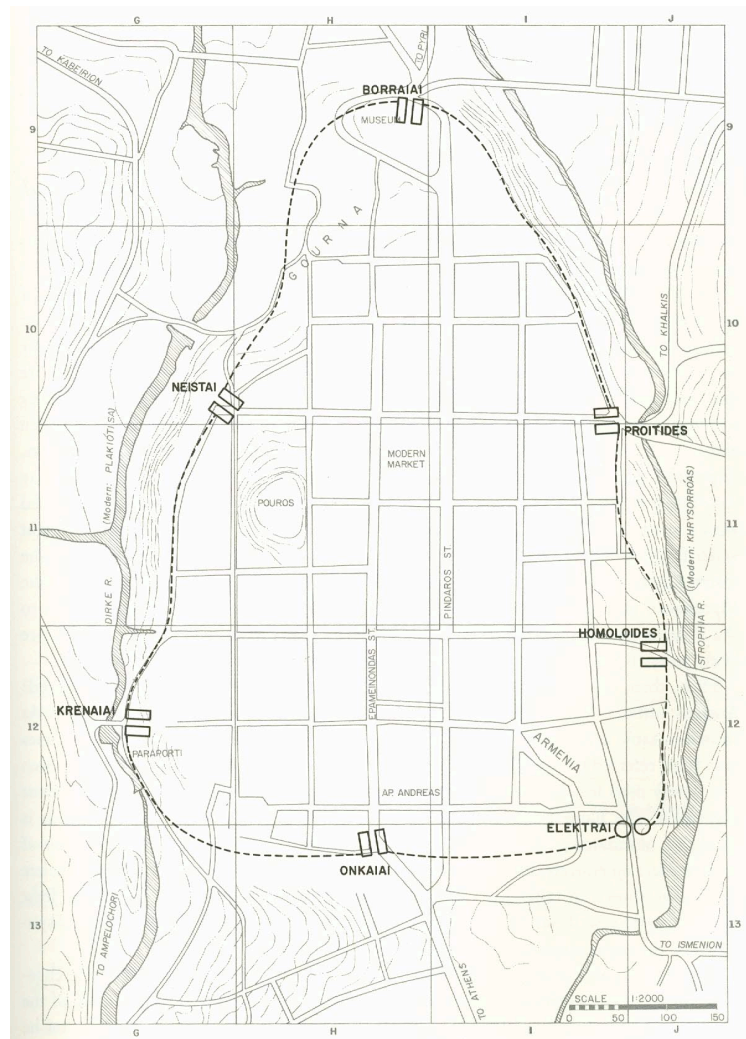 G H I J
TO KABEIRION
TO PYRI
BORRAIAI
MUSEUM
9 9
GOURNA
10 10
TO KHALKIS
NEISTAI
PROITIDES
(Modern: PLAKIOTISA)
MODERN
MARKET
POUROS
(Modern: KHRYSORROAS)
11 11
DIRKE R.
PINDAROS ST.
STROPHIA R.
HOMOLOIDES
EPAMEINONDAS ST.
KRENAIAI
12 12
PARAPORTI
ARMENIA
AP. ANDREAS
ELEKTRAI
ONKAIAI
13 13
TO AMPELOCHORI
TO ATHENS
TO ISMENION
SCALE 1:2000
0 50 100 150
G H I J